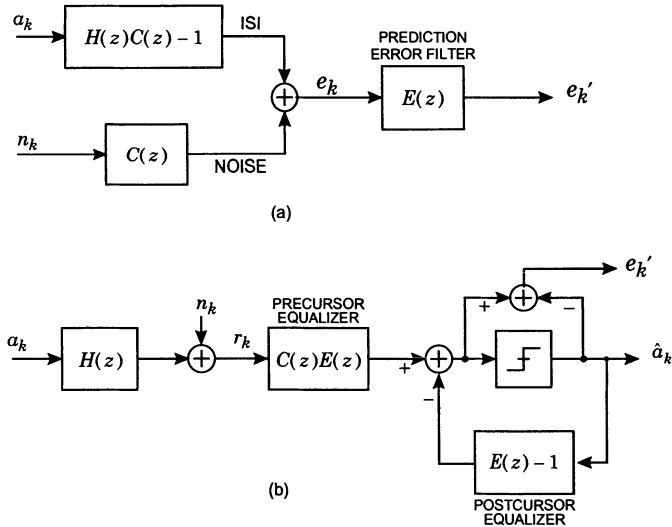 a_k
H(z)C(z) − 1
ISI
+
e_k
PREDICTION
ERROR FILTER
E(z)
e_k′
n_k
C(z)
NOISE
(a)
e_k′
+
+
−
n_k
PRECURSOR
EQUALIZER
a_k
H(z)
+
r_k
C(z)E(z)
+
+
−
â_k
E(z) − 1
POSTCURSOR
EQUALIZER
(b)